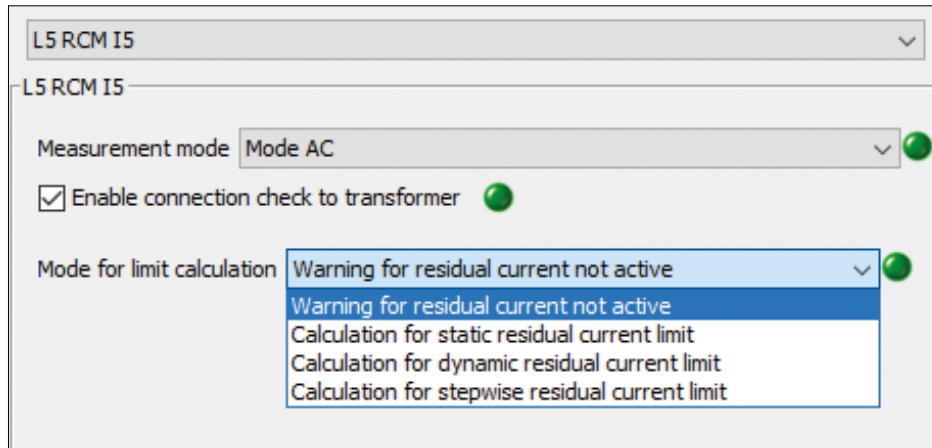 L5 RCM I5
L5 RCM I5
Measurement mode Mode AC
Enable connection check to transformer
Mode for limit calculation Warning for residual current not active
Warning for residual current not active
Calculation for static residual current limit
Calculation for dynamic residual current limit
Calculation for stepwise residual current limit